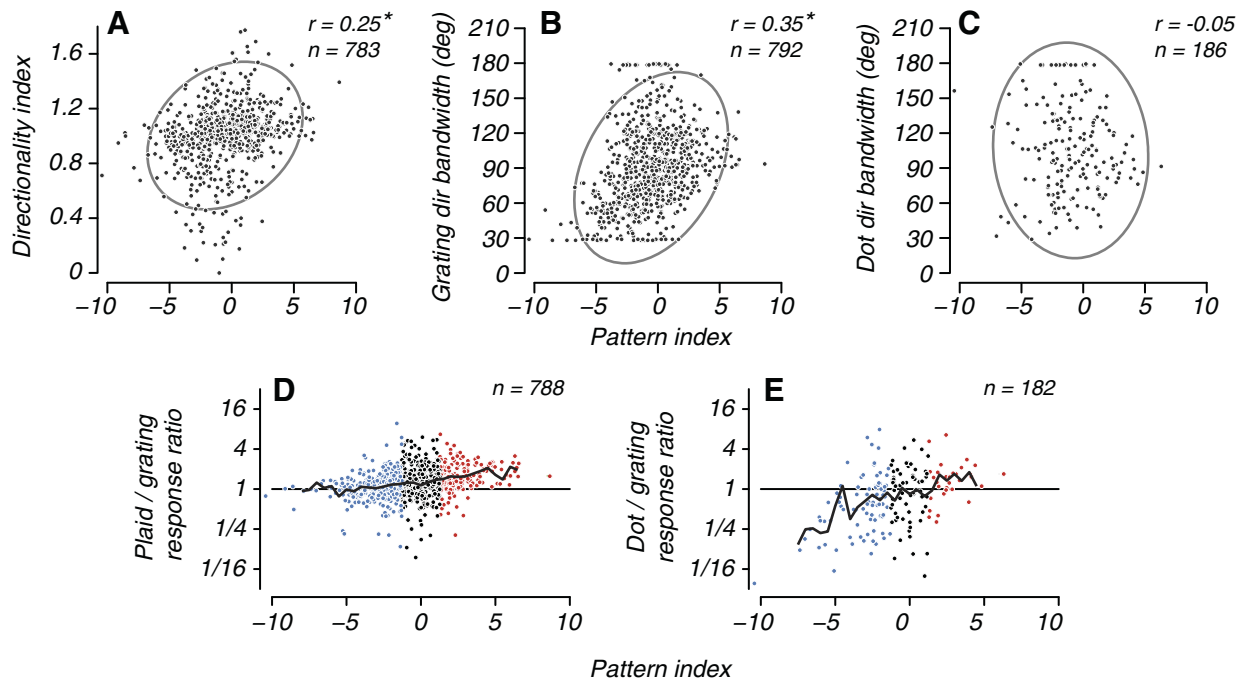 A
r = 0.25*
n = 783
Directionality index
1.6
1.2
0.8
0.4
0
−10 −5 0 5 10
B
r = 0.35*
n = 792
Grating dir bandwidth (deg)
210
180
150
120
90
60
30
0
−10 −5 0 5 10
Pattern index
C
r = -0.05
n = 186
Dot dir bandwidth (deg)
210
180
150
120
90
60
30
0
−10 −5 0 5 10
D
n = 788
Plaid / grating
response ratio
16
4
1
1/4
1/16
−10 −5 0 5 10
E
n = 182
Dot / grating
response ratio
16
4
1
1/4
1/16
−10 −5 0 5 10
Pattern index